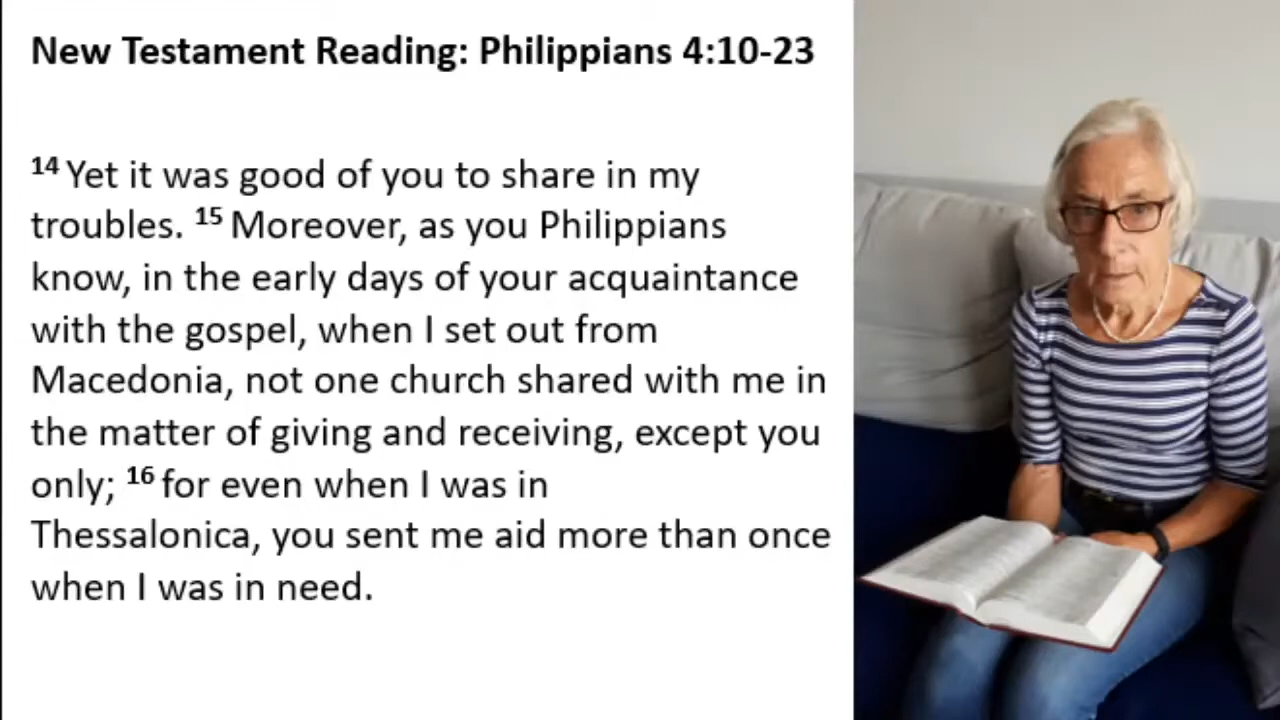 New Testament Reading: Philippians 4:10-23
14 Yet it was good of you to share in my
troubles. 15 Moreover, as you Philippians
know, in the early days of your acquaintance
with the gospel, when I set out from
Macedonia, not one church shared with me in
the matter of giving and receiving, except you
only; 16 for even when I was in
Thessalonica, you sent me aid more than once
when I was in need.